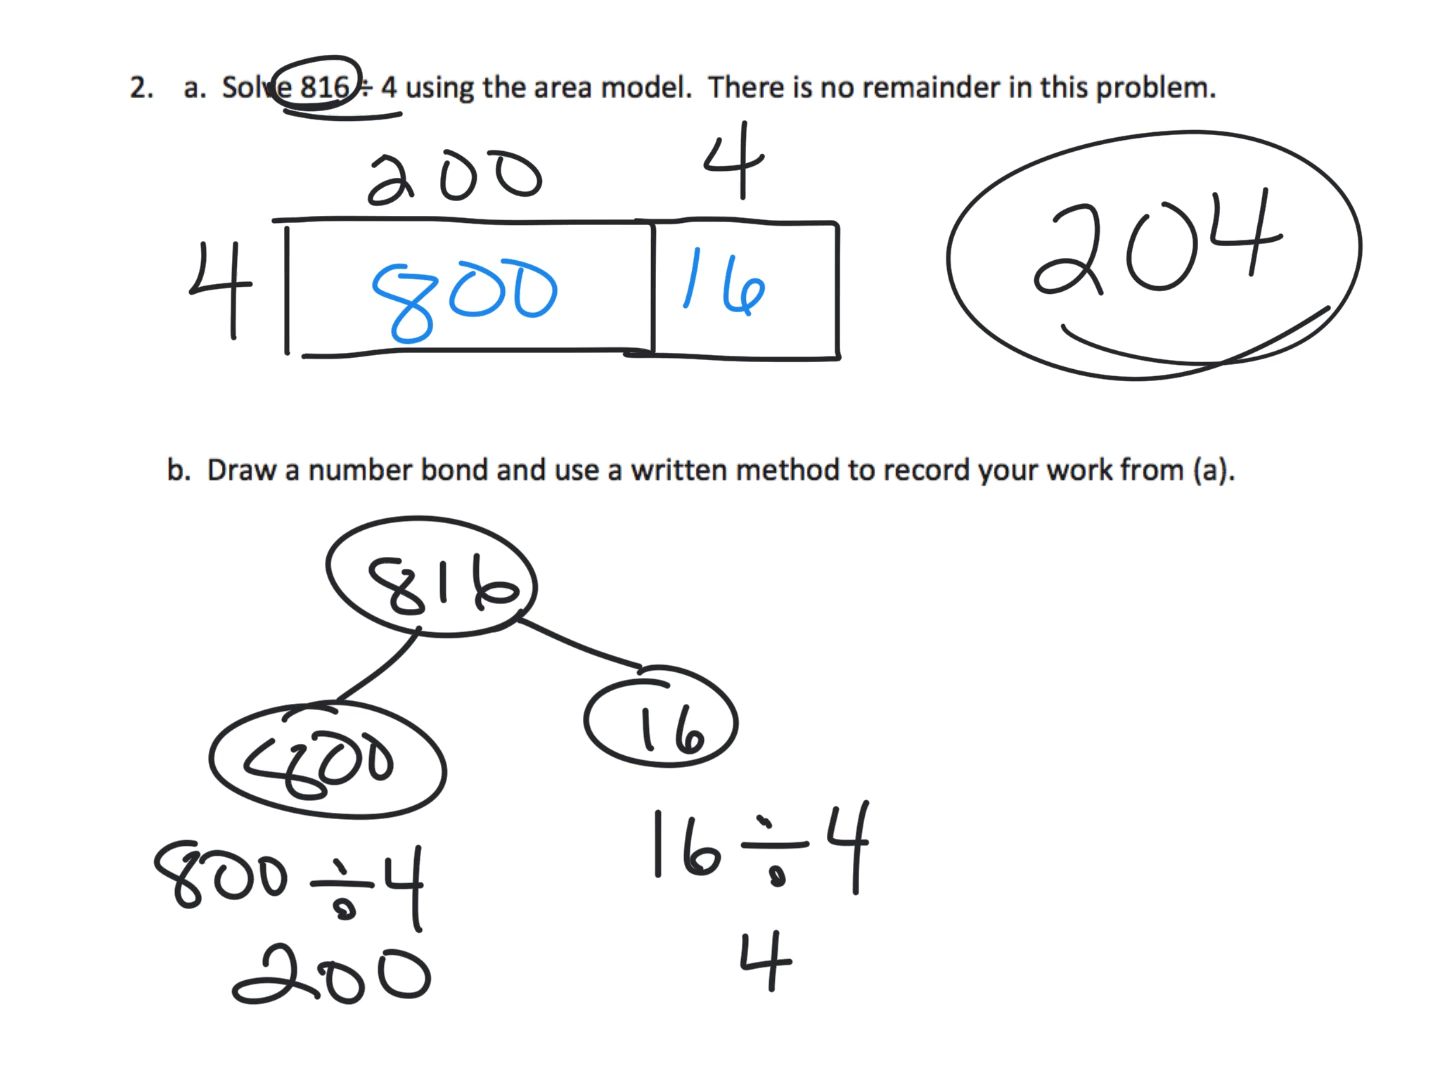 2. a. Solve 816 ÷ 4 using the area model. There is no remainder in this problem.
200 4
4 800 16
204
b. Draw a number bond and use a written method to record your work from (a).
816
800 16
800 ÷ 4 16 ÷ 4
200 4